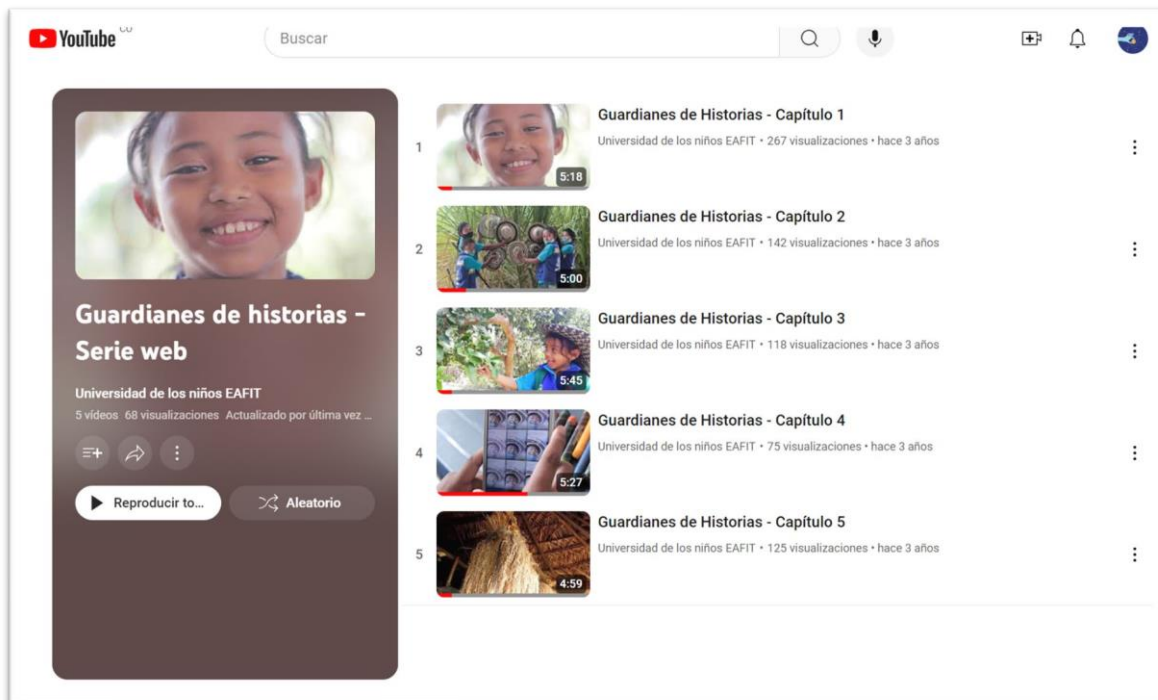 YouTube CO
Buscar
Guardianes de historias -
Serie web
Universidad de los niños EAFIT
5 vídeos 68 visualizaciones Actualizado por última vez ...
Reproducir to...
Aleatorio
1
Guardianes de Historias - Capítulo 1
Universidad de los niños EAFIT • 267 visualizaciones • hace 3 años
5:18
2
Guardianes de Historias - Capítulo 2
Universidad de los niños EAFIT • 142 visualizaciones • hace 3 años
5:00
3
Guardianes de Historias - Capítulo 3
Universidad de los niños EAFIT • 118 visualizaciones • hace 3 años
5:45
4
Guardianes de Historias - Capítulo 4
Universidad de los niños EAFIT • 75 visualizaciones • hace 3 años
5:27
5
Guardianes de Historias - Capítulo 5
Universidad de los niños EAFIT • 125 visualizaciones • hace 3 años
4:59